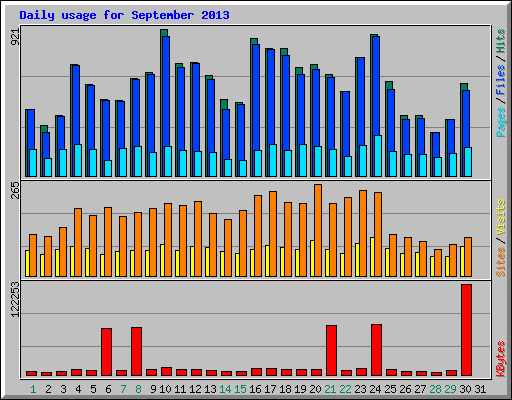 Daily usage for September 2013
921
Pages / Files / Hits
265
Sites / Visits
122253
KBytes
1 2 3 4 5 6 7 8 9 10 11 12 13 14 15 16 17 18 19 20 21 22 23 24 25 26 27 28 29 30 31